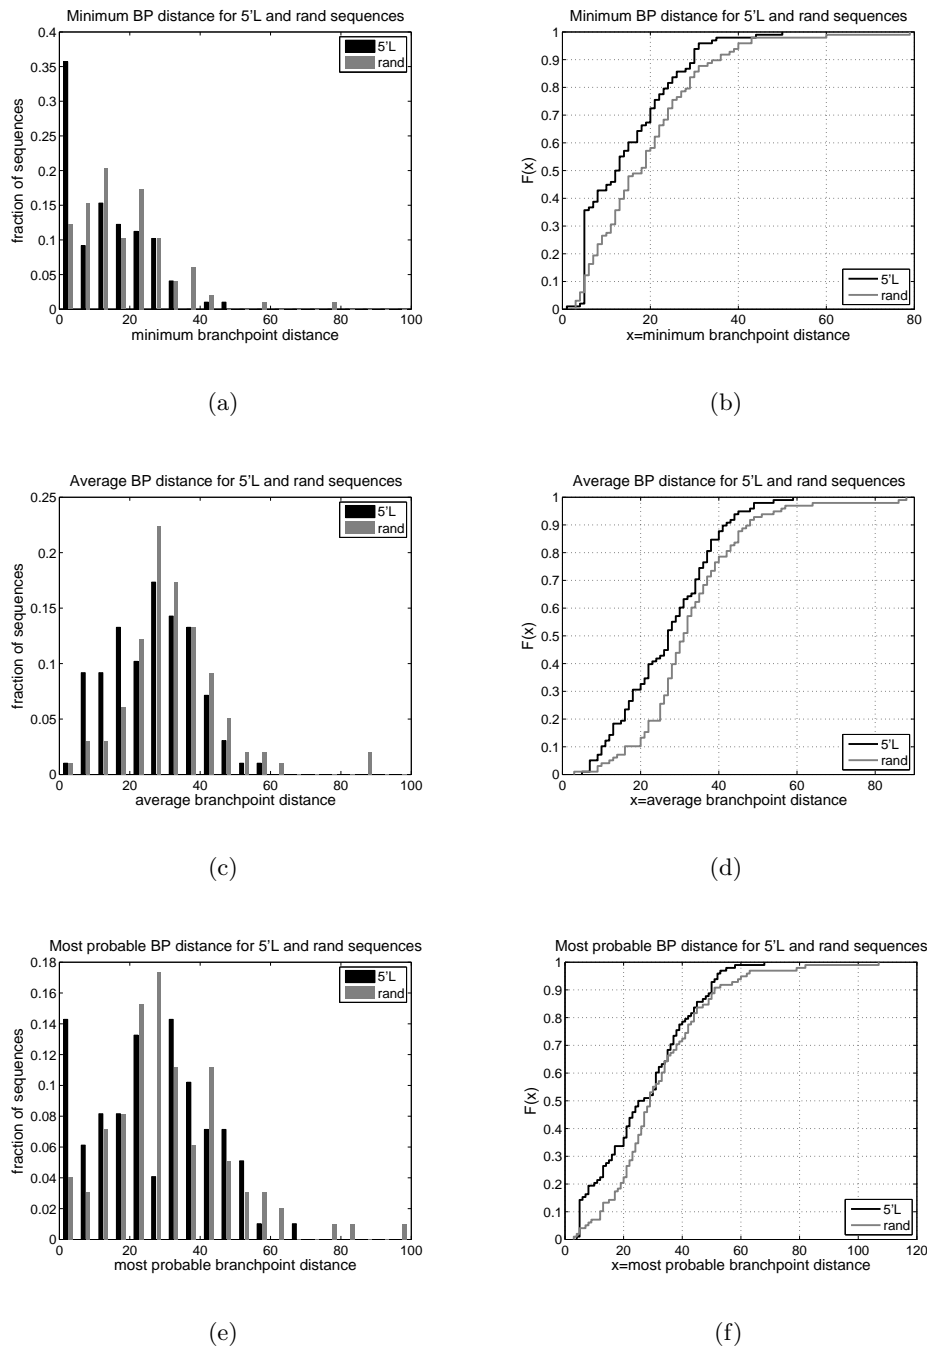 Minimum BP distance for 5'L and rand sequences
0.4
0.35
0.3
0.25
0.2
0.15
0.1
0.05
0
0 20 40 60 80 100
fraction of sequences
minimum branchpoint distance
5'L
rand
(a)
Minimum BP distance for 5'L and rand sequences
1
0.9
0.8
0.7
0.6
0.5
0.4
0.3
0.2
0.1
0
0 20 40 60 80
F(x)
x=minimum branchpoint distance
5'L
rand
(b)
Average BP distance for 5'L and rand sequences
0.25
0.2
0.15
0.1
0.05
0
0 20 40 60 80 100
fraction of sequences
average branchpoint distance
5'L
rand
(c)
Average BP distance for 5'L and rand sequences
1
0.9
0.8
0.7
0.6
0.5
0.4
0.3
0.2
0.1
0
0 20 40 60 80
F(x)
x=average branchpoint distance
5'L
rand
(d)
Most probable BP distance for 5'L and rand sequences
0.18
0.16
0.14
0.12
0.1
0.08
0.06
0.04
0.02
0
0 20 40 60 80 100
fraction of sequences
most probable branchpoint distance
5'L
rand
(e)
Most probable BP distance for 5'L and rand sequences
1
0.9
0.8
0.7
0.6
0.5
0.4
0.3
0.2
0.1
0
0 20 40 60 80 100 120
F(x)
x=most probable branchpoint distance
5'L
rand
(f)